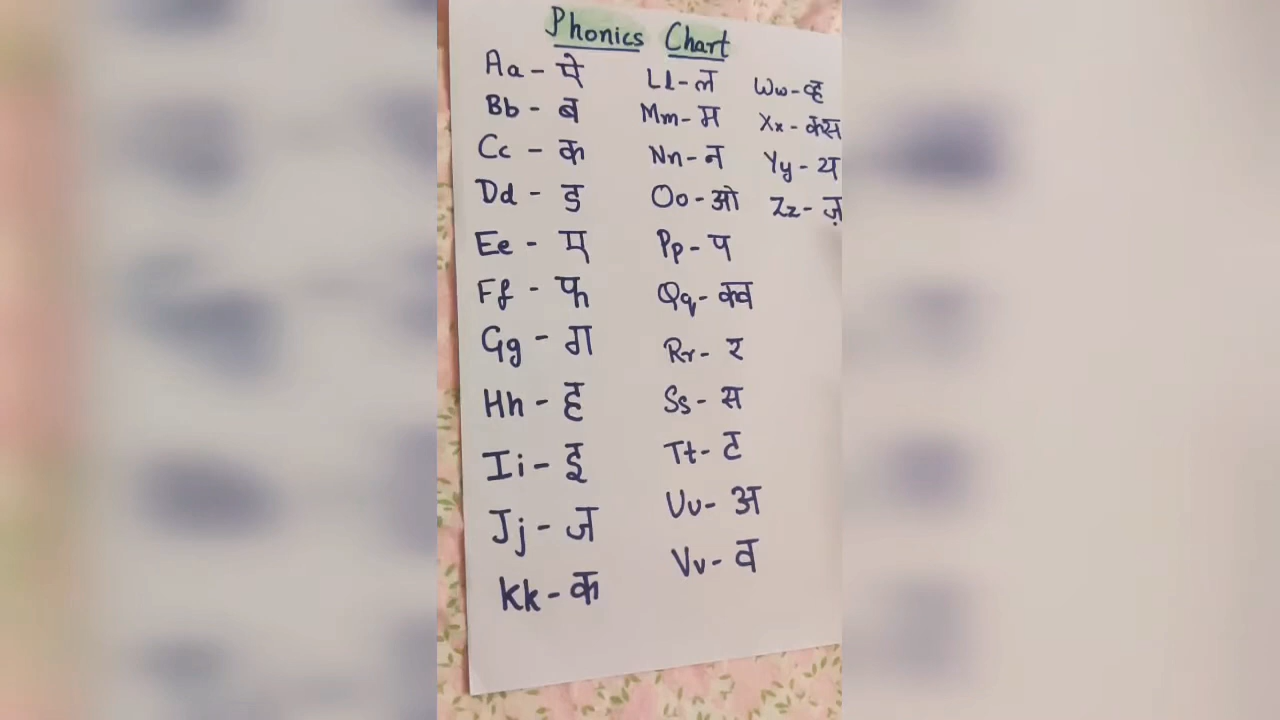 Phonics Chart
Aa - ऐ
Bb - ब
Cc - क
Dd - ड
Ee - ए
Ff - फ
Gg - ग
Hh - ह
Ii - इ
Jj - ज
Kk - क
Ll - ल
Mm - म
Nn - न
Oo - ओ
Pp - प
Qq - क्व
Rr - र
Ss - स
Tt - ट
Uu - अ
Vv - व
Ww - व्ह
Xx - कस
Yy - य
Zz - ज़